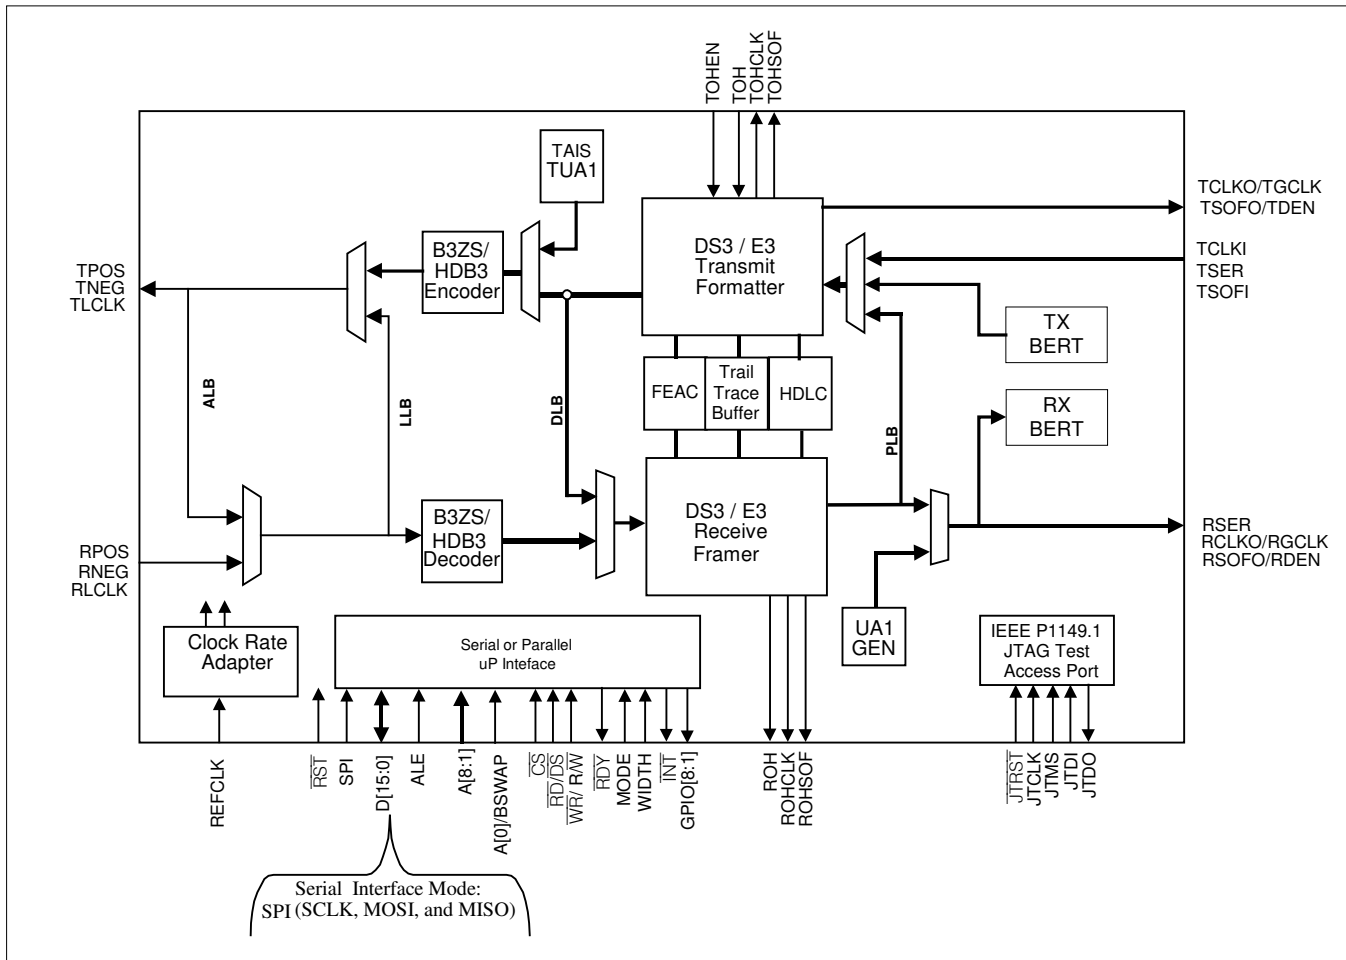 TOHEN
TOH
TOHCLK
TOHSOF
TAIS
TUA1
TCLKO/TGCLK
TSOFO/TDEN
B3ZS/
HDB3
Encoder
DS3 / E3
Transmit
Formatter
TCLKI
TSER
TSOFI
TPOS
TNEG
TLCLK
TX
BERT
FEAC
Trail
Trace
Buffer
HDLC
ALB
LLB
DLB
PLB
RX
BERT
B3ZS/
HDB3
Decoder
DS3 / E3
Receive
Framer
RSER
RCLKO/RGCLK
RSOFO/RDEN
RPOS
RNEG
RLCLK
Clock Rate
Adapter
Serial or Parallel
uP Inteface
UA1
GEN
IEEE P1149.1
JTAG Test
Access Port
REFCLK
RST
SPI
D[15:0]
ALE
A[8:1]
A[0]/BSWAP
CS
RD/DS
WR/ R/W
RDY
MODE
WIDTH
INT
GPIO[8:1]
ROH
ROHCLK
ROHSOF
JTRST
JTCLK
JTMS
JTDI
JTDO
Serial Interface Mode:
SPI (SCLK, MOSI, and MISO)